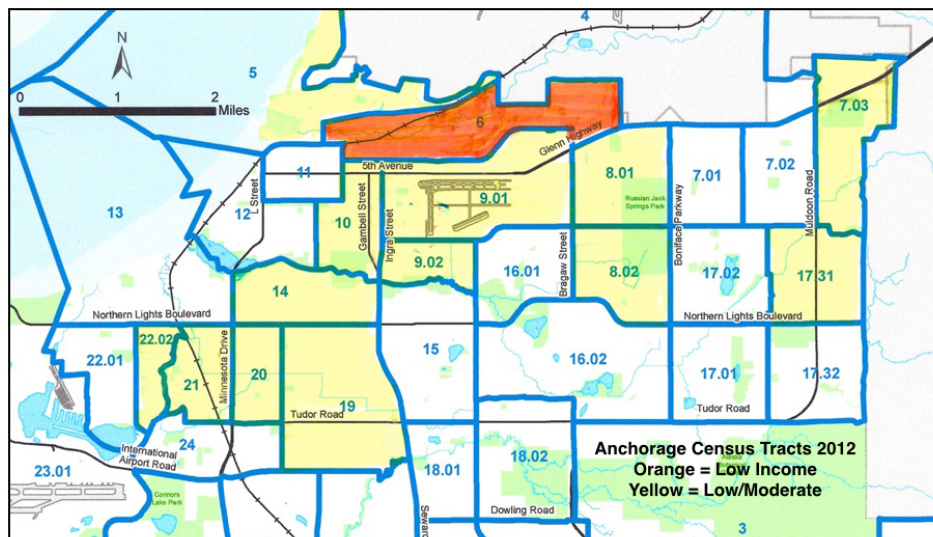 4
N
5
0 1 2
Miles
6
7.03
Glenn Highway
5th Avenue
11
8.01
7.01
7.02
L Street
13
12
10
Gambell Street
Ingra Street
9.01
Russian Jack
Springs Park
Boniface Parkway
Muldoon Road
9.02
16.01
Bragaw Street
8.02
17.02
17.31
14
Northern Lights Boulevard
Northern Lights Boulevard
22.02
22.01
Minnesota Drive
15
16.02
21
20
17.01
17.32
19
Tudor Road
Tudor Road
24
International
Airport Road
23.01
18.01
18.02
Anchorage Census Tracts 2012
Orange = Low Income
Yellow = Low/Moderate
Connors
Lake Park
Dowling Road
Sewar
3